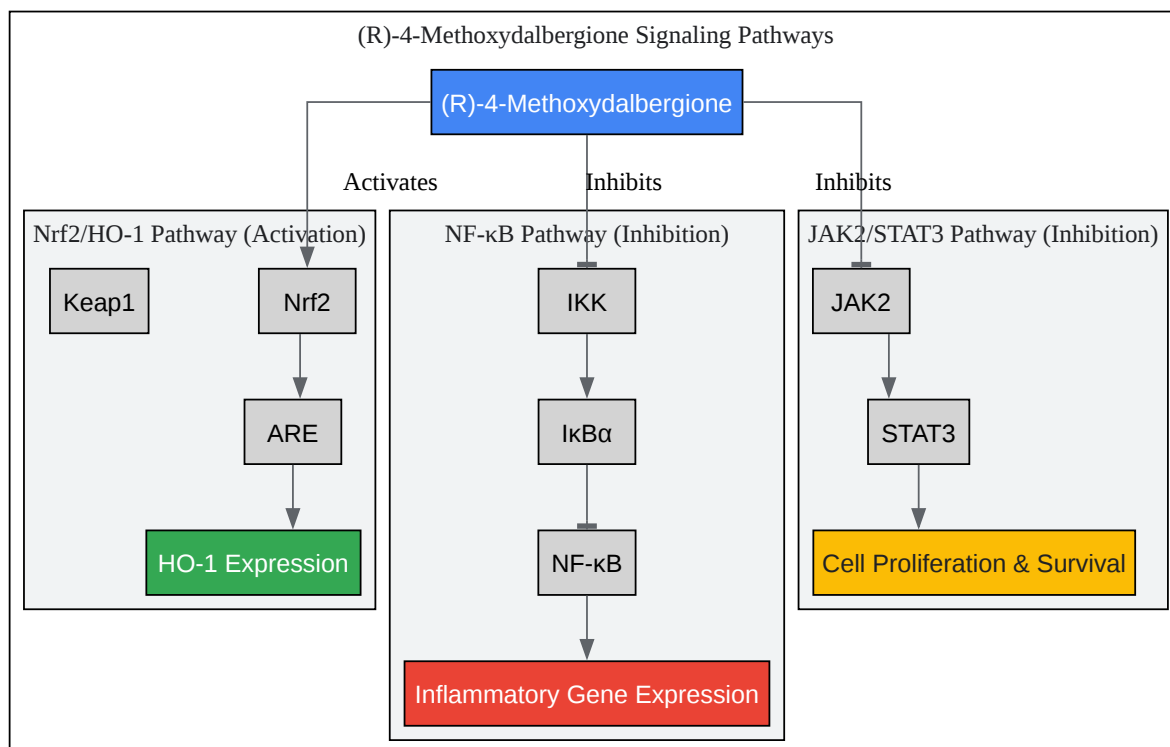 (R)-4-Methoxydalbergione Signaling Pathways
(R)-4-Methoxydalbergione
Activates
Inhibits
Inhibits
Nrf2/HO-1 Pathway (Activation)
Keap1
Nrf2
ARE
HO-1 Expression
NF-κB Pathway (Inhibition)
IKK
IκBα
NF-κB
Inflammatory Gene Expression
JAK2/STAT3 Pathway (Inhibition)
JAK2
STAT3
Cell Proliferation & Survival